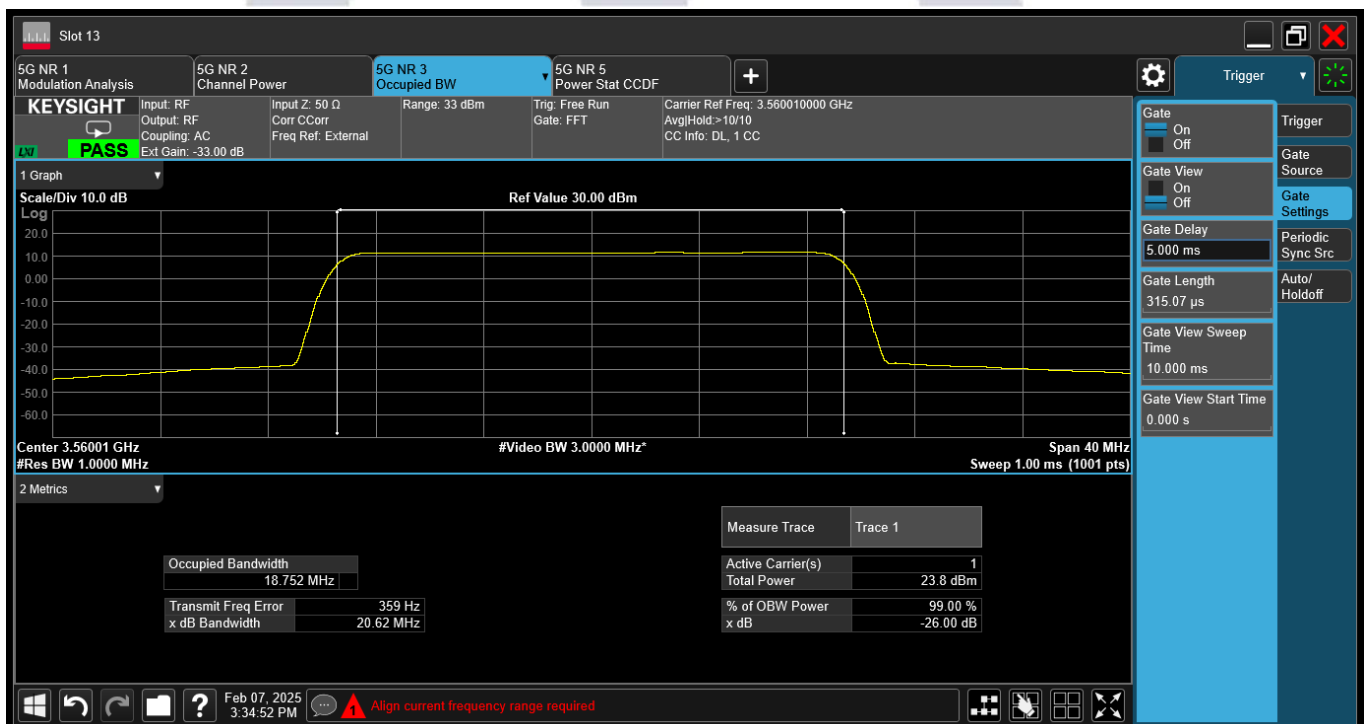 Slot 13
5G NR 1
Modulation Analysis
5G NR 2
Channel Power
5G NR 3
Occupied BW
5G NR 5
Power Stat CCDF
Trigger
KEYSIGHT
LXI
PASS
Input: RF
Output: RF
Coupling: AC
Ext Gain: -33.00 dB
Input Z: 50 Ω
Corr CCorr
Freq Ref: External
Range: 33 dBm
Trig: Free Run
Gate: FFT
Carrier Ref Freq: 3.560010000 GHz
Avg|Hold:>10/10
CC Info: DL, 1 CC
1 Graph
Scale/Div 10.0 dB
Ref Value 30.00 dBm
Log
20.0
10.0
0.00
-10.0
-20.0
-30.0
-40.0
-50.0
-60.0
Center 3.56001 GHz
#Video BW 3.0000 MHz*
Span 40 MHz
#Res BW 1.0000 MHz
Sweep 1.00 ms (1001 pts)
2 Metrics
Measure Trace Trace 1
Occupied Bandwidth
18.752 MHz
Transmit Freq Error 359 Hz
x dB Bandwidth 20.62 MHz
Active Carrier(s) 1
Total Power 23.8 dBm
% of OBW Power 99.00 %
x dB -26.00 dB
Gate
On
Off
Gate View
On
Off
Gate Delay
5.000 ms
Gate Length
315.07 µs
Gate View Sweep
Time
10.000 ms
Gate View Start Time
0.000 s
Trigger
Gate
Source
Gate
Settings
Periodic
Sync Src
Auto/
Holdoff
?
Feb 07, 2025
3:34:52 PM
1
Align current frequency range required